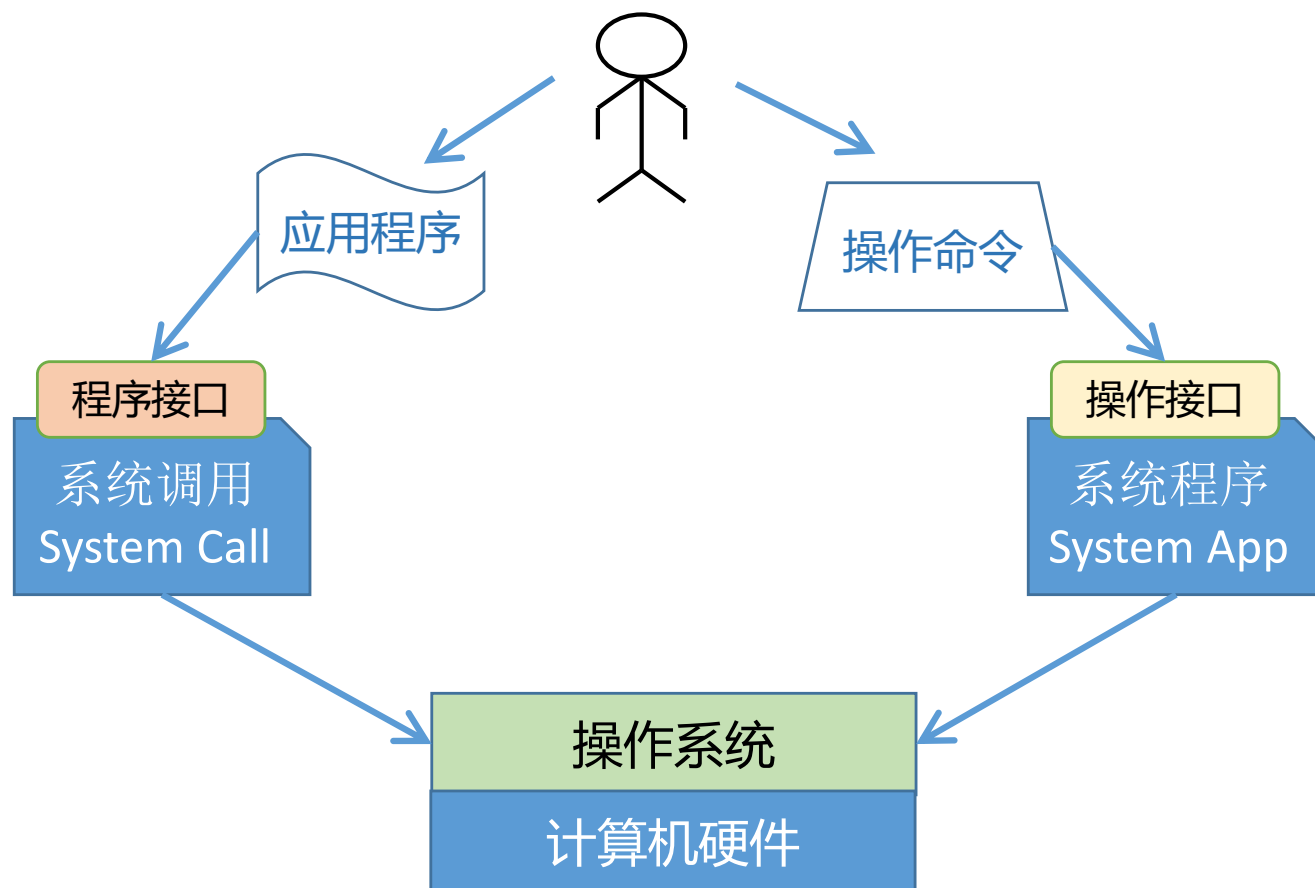 应用程序
操作命令
程序接口
系统调用
System Call
操作接口
系统程序
System App
操作系统
计算机硬件